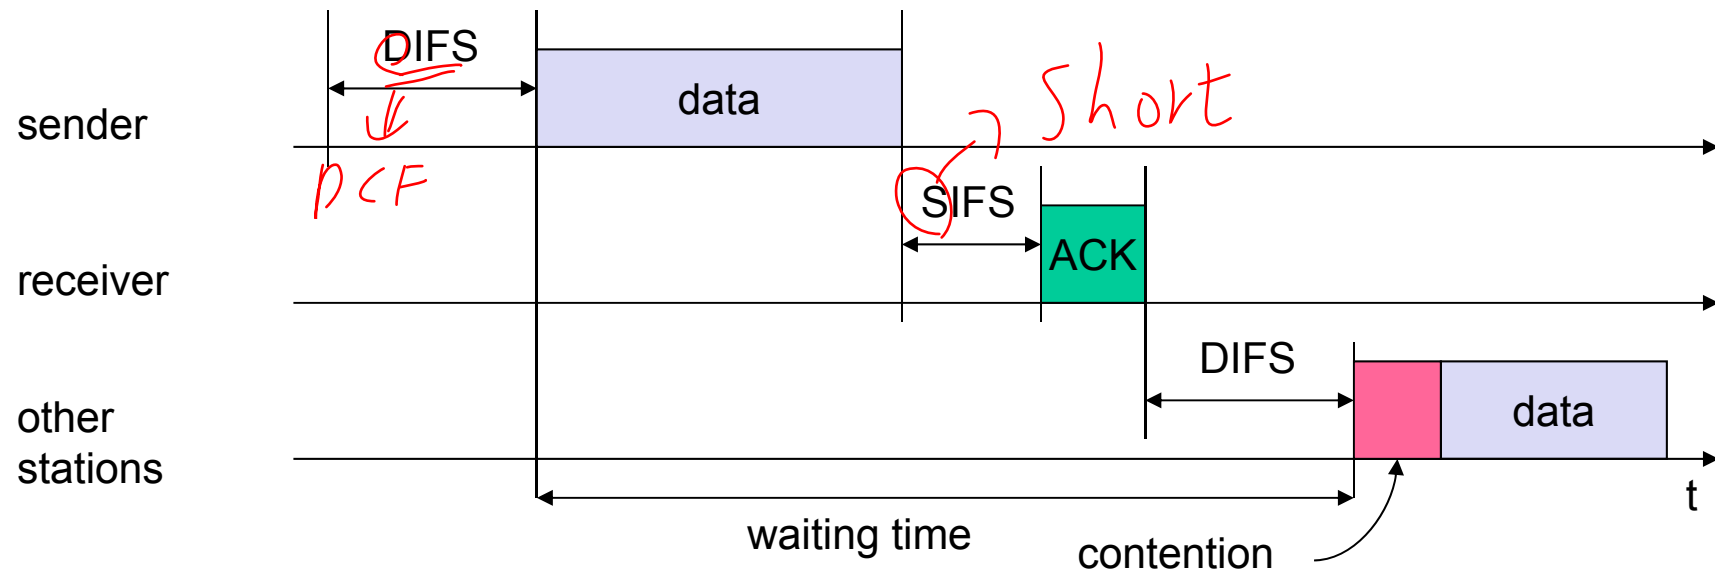 DIFS
data
sender
Short
DCF
SIFS
ACK
receiver
DIFS
data
other
stations
t
waiting time
contention